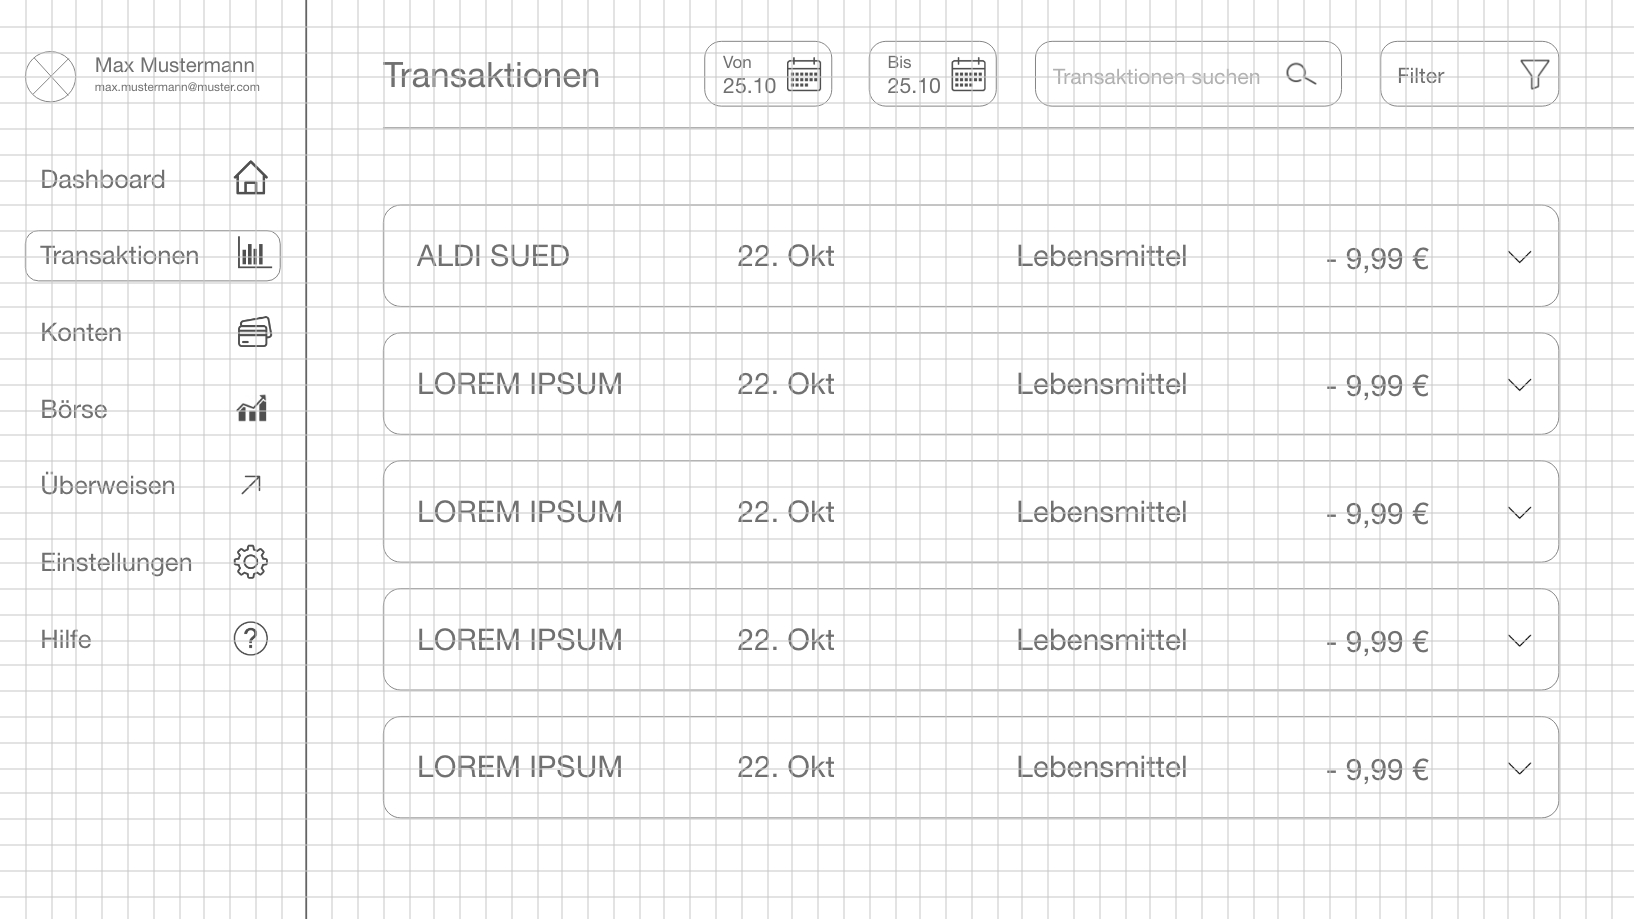 Max Mustermann
max.mustermann@muster.com
Dashboard
Transaktionen
Konten
Börse
Überweisen
Einstellungen
Hilfe
?
Transaktionen
Von
25.10
Bis
25.10
Transaktionen suchen
Filter
ALDI SUED 22. Okt Lebensmittel - 9,99 €
LOREM IPSUM 22. Okt Lebensmittel - 9,99 €
LOREM IPSUM 22. Okt Lebensmittel - 9,99 €
LOREM IPSUM 22. Okt Lebensmittel - 9,99 €
LOREM IPSUM 22. Okt Lebensmittel - 9,99 €